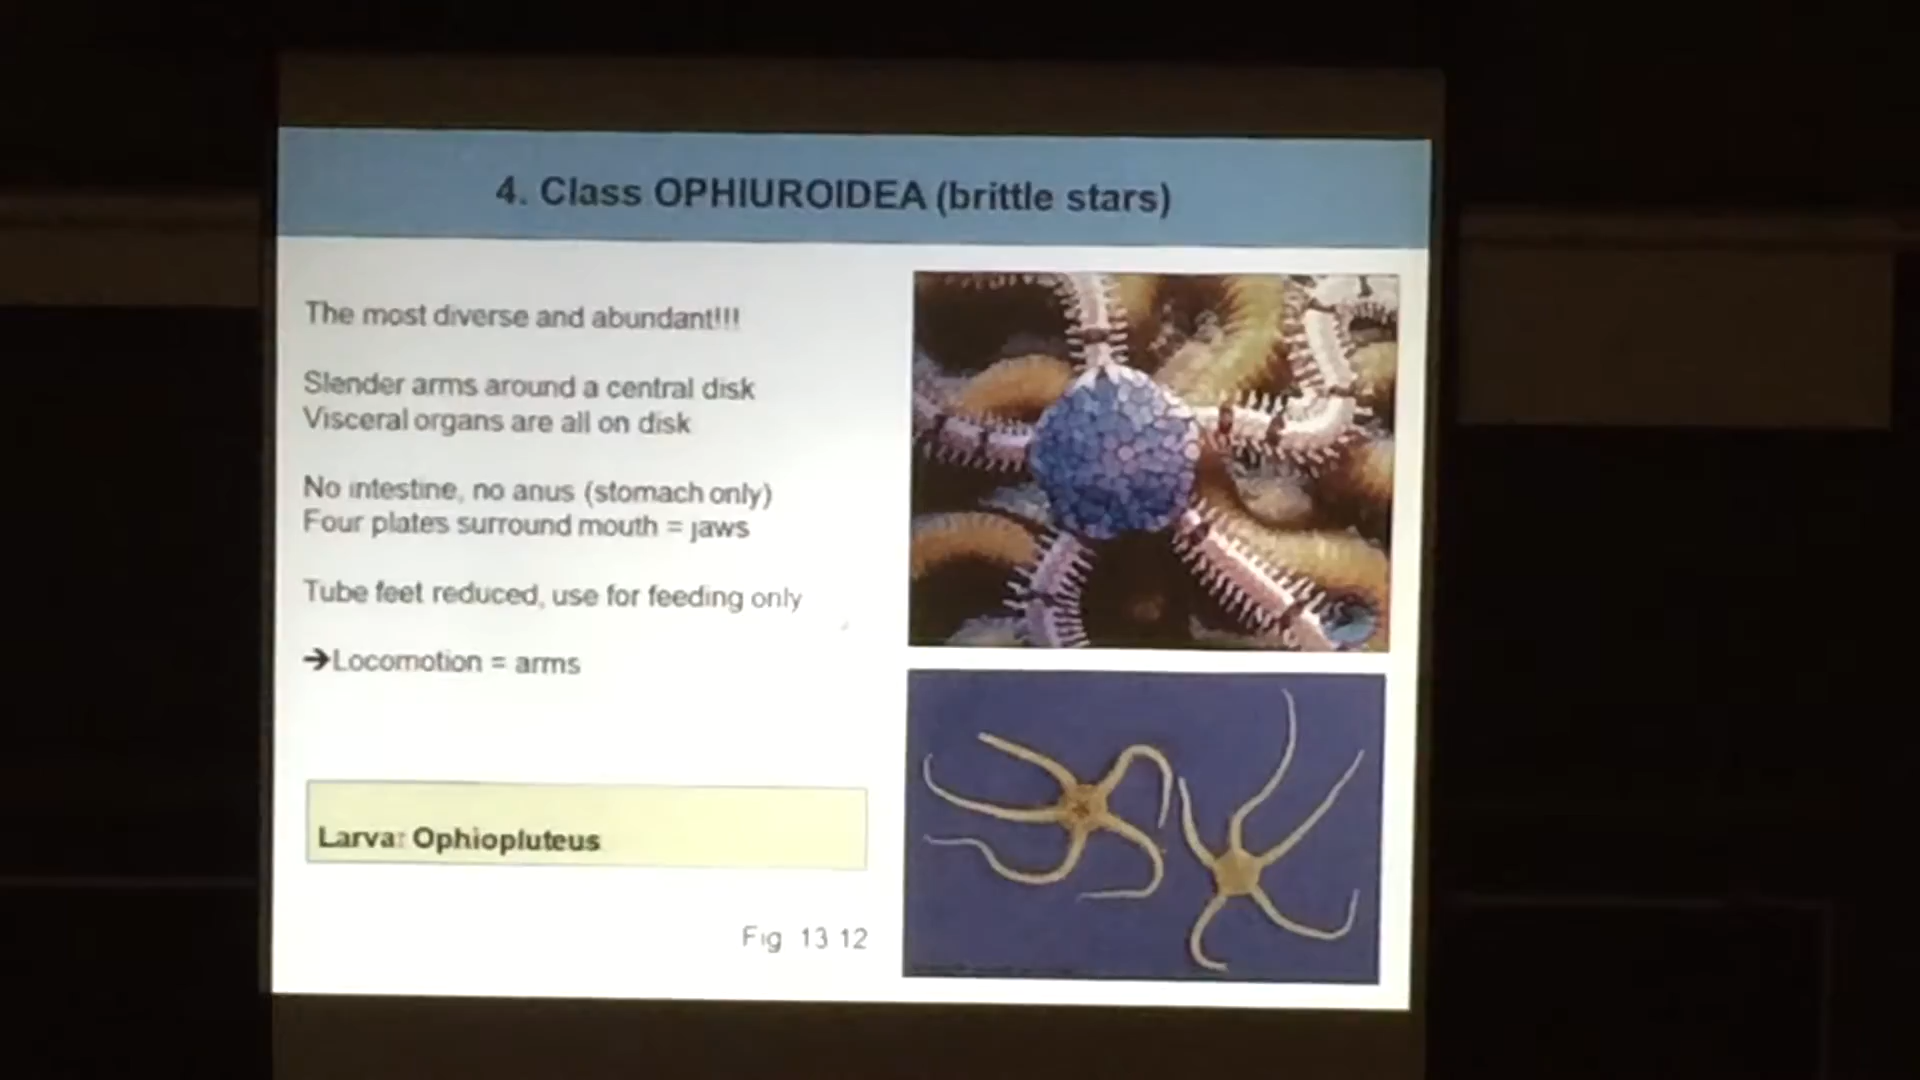 4. Class OPHIUROIDEA (brittle stars)
The most diverse and abundant!!!
Slender arms around a central disk
Visceral organs are all on disk
No intestine, no anus (stomach only)
Four plates surround mouth = jaws
Tube feet reduced, use for feeding only
→Locomotion = arms
Larva: Ophiopluteus
Fig 13 12